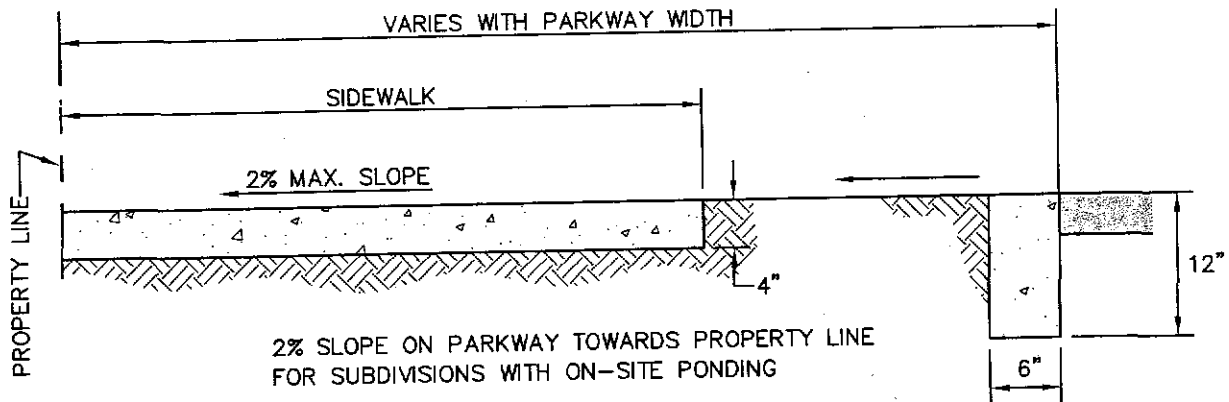 VARIES WITH PARKWAY WIDTH
SIDEWALK
2% MAX. SLOPE
PROPERTY LINE
4"
12"
6"
2% SLOPE ON PARKWAY TOWARDS PROPERTY LINE
FOR SUBDIVISIONS WITH ON-SITE PONDING